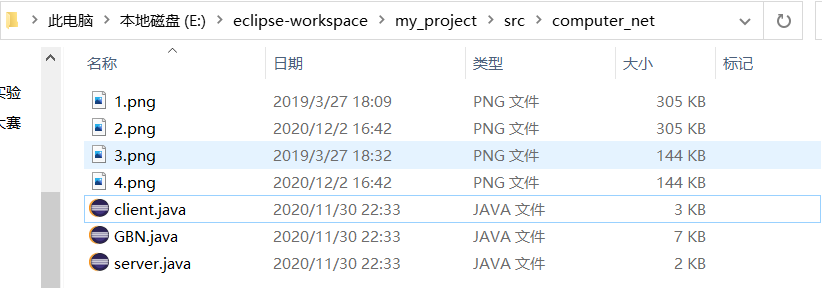 此电脑 > 本地磁盘 (E:) > eclipse-workspace > my_project > src > computer_net
名称 日期 类型 大小 标记
1.png 2019/3/27 18:09 PNG 文件 305 KB
实验
2.png 2020/12/2 16:42 PNG 文件 305 KB
大赛
3.png 2019/3/27 18:32 PNG 文件 144 KB
4.png 2020/12/2 16:42 PNG 文件 144 KB
client.java 2020/11/30 22:33 JAVA 文件 3 KB
GBN.java 2020/11/30 22:33 JAVA 文件 7 KB
server.java 2020/11/30 22:33 JAVA 文件 2 KB